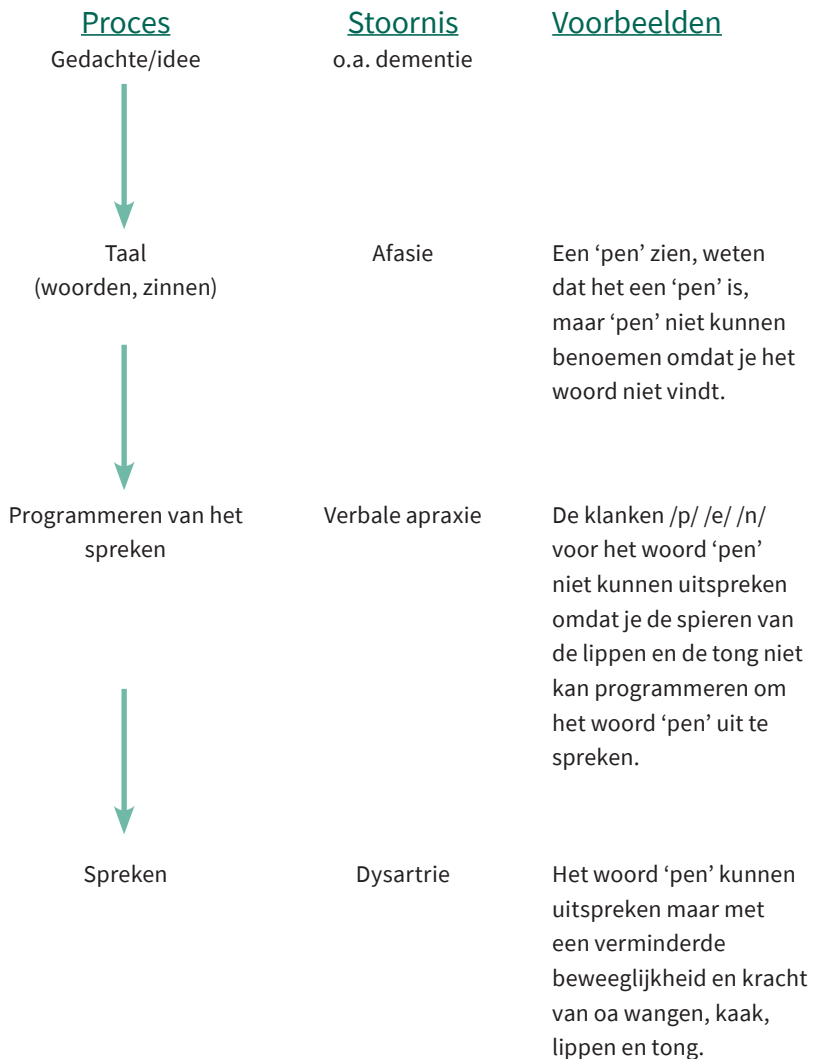 Proces Stoornis Voorbeelden
Gedachte/idee o.a. dementie
Taal Afasie Een ‘pen’ zien, weten
(woorden, zinnen) dat het een ‘pen’ is,
maar ‘pen’ niet kunnen
benoemen omdat je het
woord niet vindt.
Programmeren van het Verbale apraxie De klanken /p/ /e/ /n/
spreken voor het woord ‘pen’
niet kunnen uitspreken
omdat je de spieren van
de lippen en de tong niet
kan programmeren om
het woord ‘pen’ uit te
spreken.
Spreken Dysartrie Het woord ‘pen’ kunnen
uitspreken maar met
een verminderde
beweeglijkheid en kracht
van oa wangen, kaak,
lippen en tong.